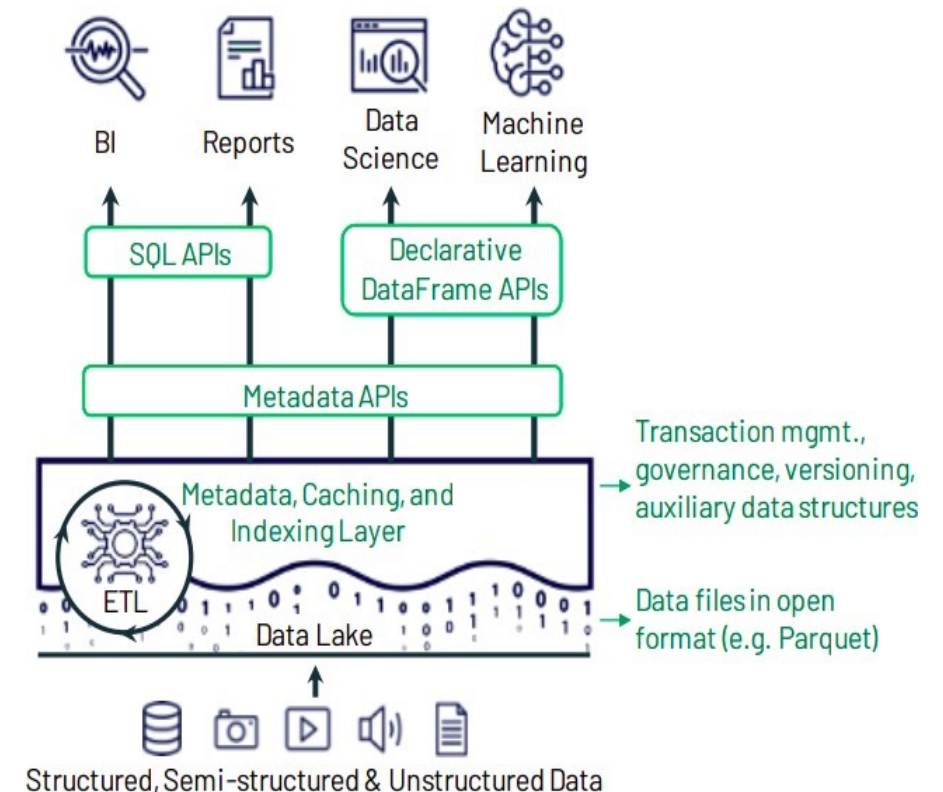 BI
Reports
Data
Science
Machine
Learning
SQL APIs
Declarative
DataFrame APIs
Metadata APIs
Metadata, Caching, and
Indexing Layer
Transaction mgmt.,
governance, versioning,
auxiliary data structures
ETL
Data Lake
Data files in open
format (e.g. Parquet)
Structured, Semi-structured & Unstructured Data